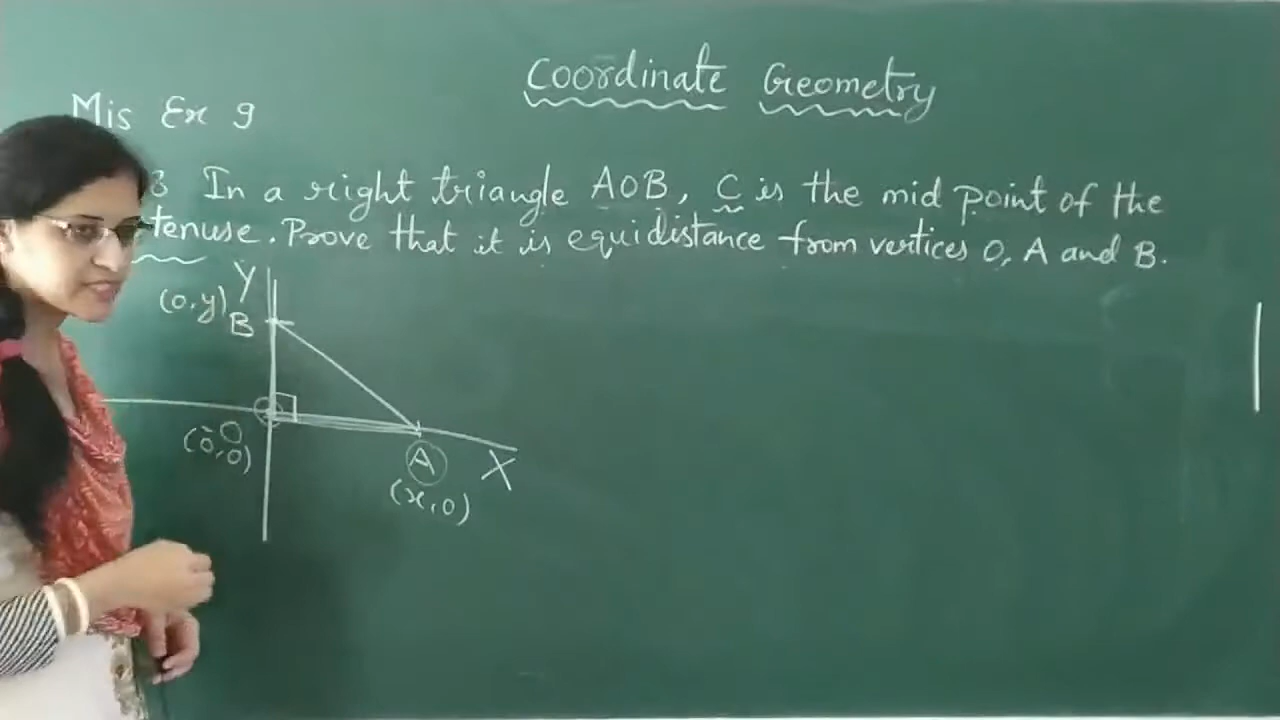 Coordinate Geometry
Mis Ex 9
3 In a right triangle AOB, C is the mid point of the
tenuse. Prove that it is equidistance from vertices O, A and B.
Y
(0,y) B
O
(0,0)
A
X
(x,0)